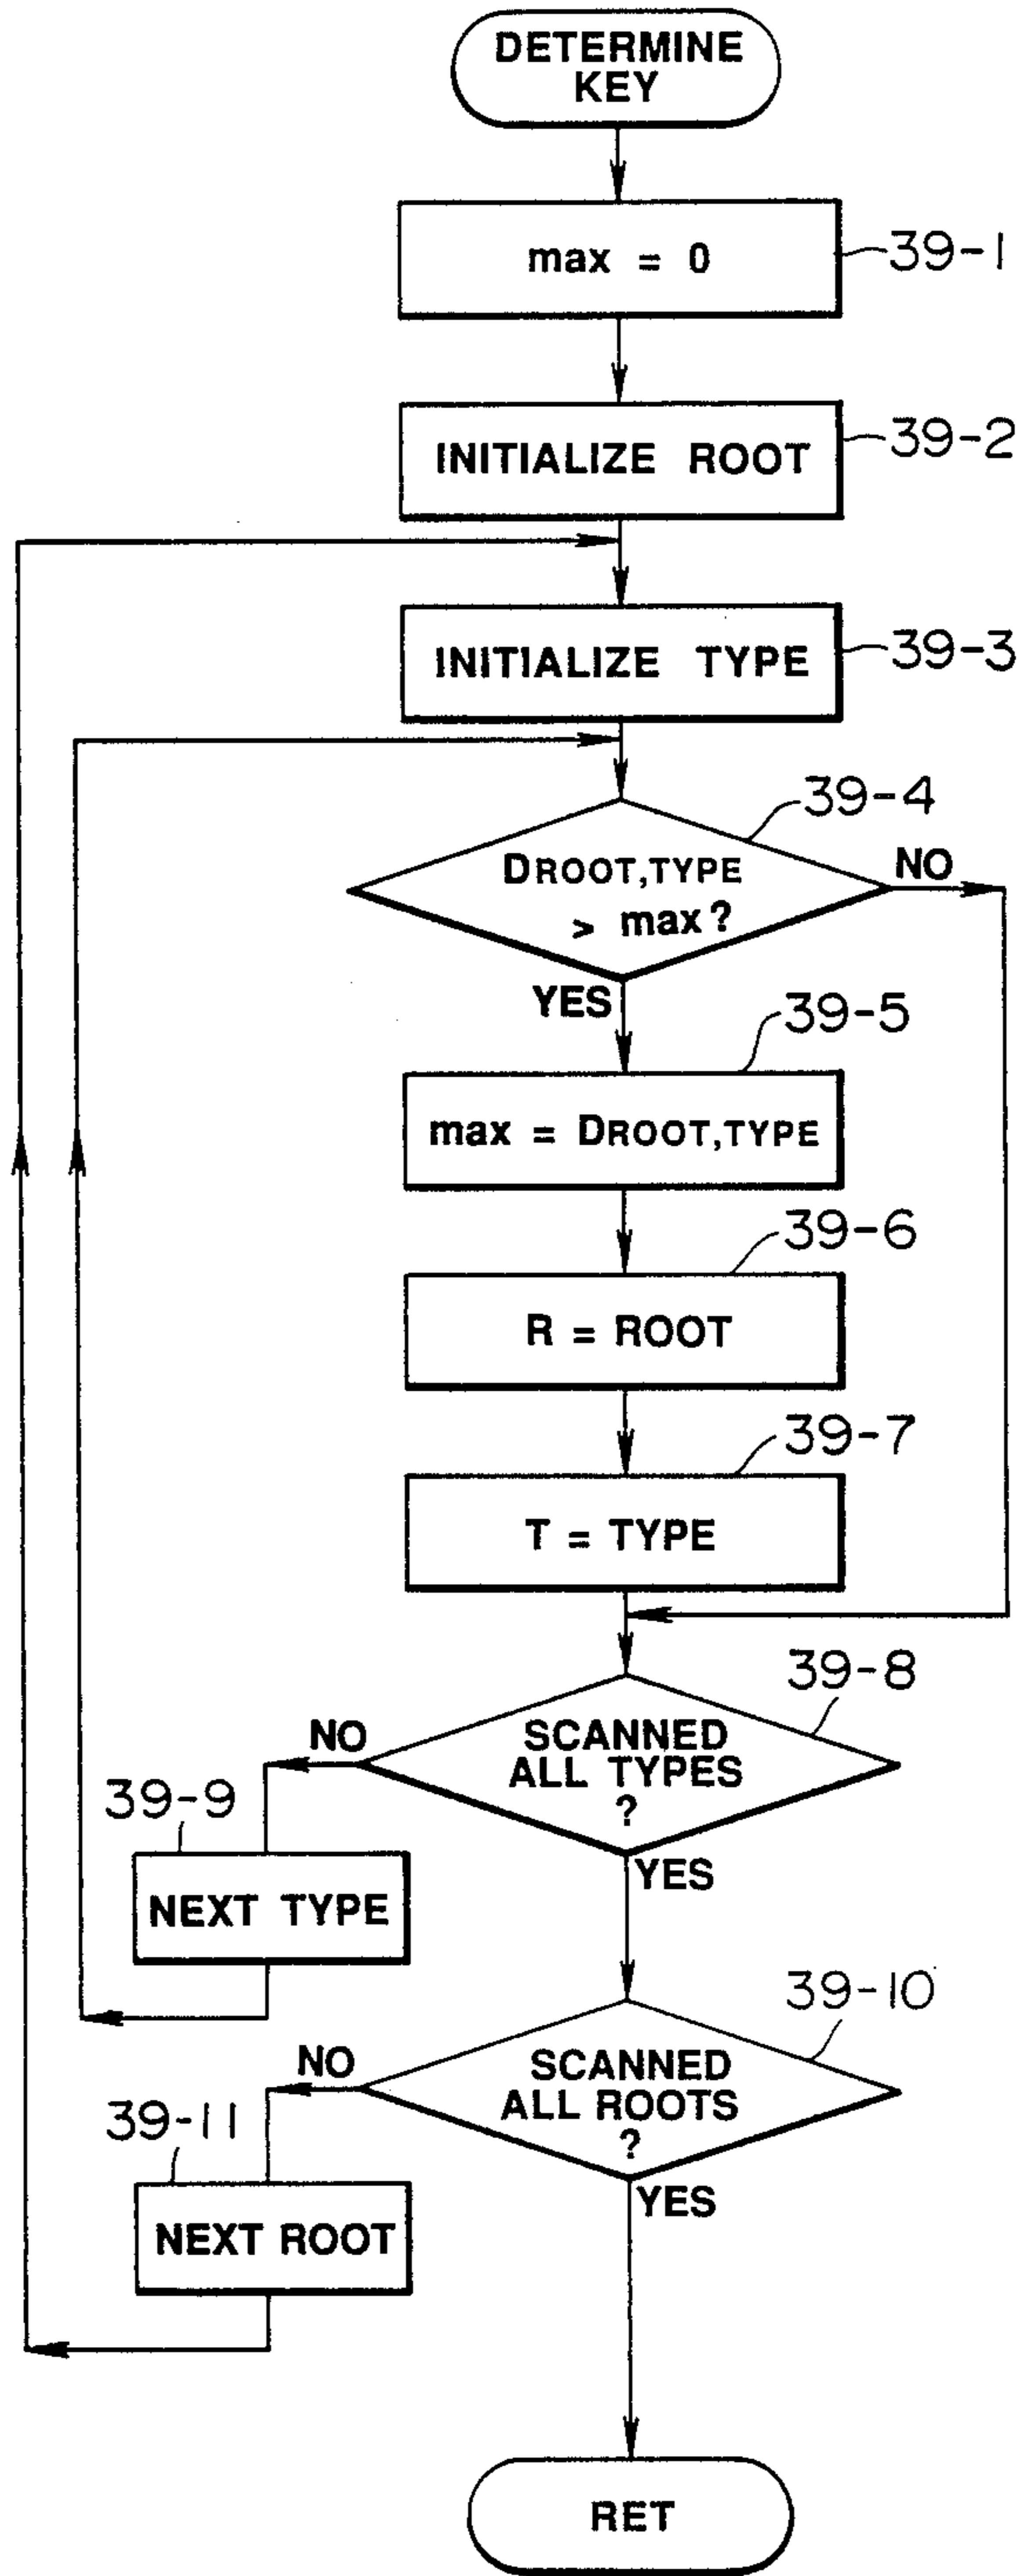 DETERMINE
KEY
max = 0
39-1
INITIALIZE ROOT
39-2
INITIALIZE TYPE
39-3
39-4
DROOT,TYPE
> max?
NO
YES
39-5
max = DROOT,TYPE
39-6
R = ROOT
39-7
T = TYPE
39-8
SCANNED
ALL TYPES
?
NO
YES
39-9
NEXT TYPE
39-10
SCANNED
ALL ROOTS
?
NO
YES
39-11
NEXT ROOT
RET